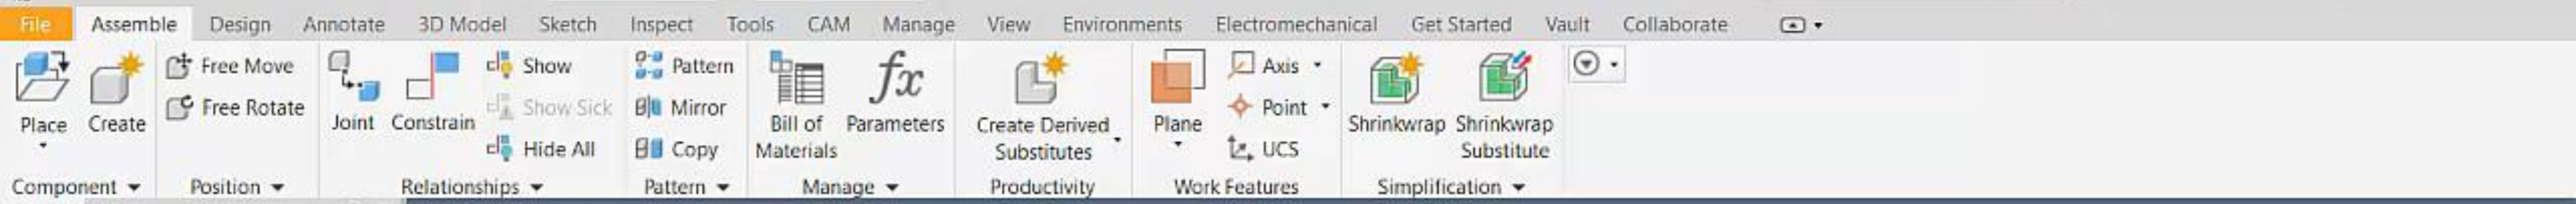 File Assemble Design Annotate 3D Model Sketch Inspect Tools CAM Manage View Environments Electromechanical Get Started Vault Collaborate
Place
Create
Free Move
Free Rotate
Joint
Constrain
Show
Show Sick
Hide All
Pattern
Mirror
Copy
Bill of
Materials
fx
Parameters
Create Derived
Substitutes
Plane
Axis
Point
UCS
Shrinkwrap
Shrinkwrap
Substitute
Component Position Relationships Pattern Manage Productivity Work Features Simplification